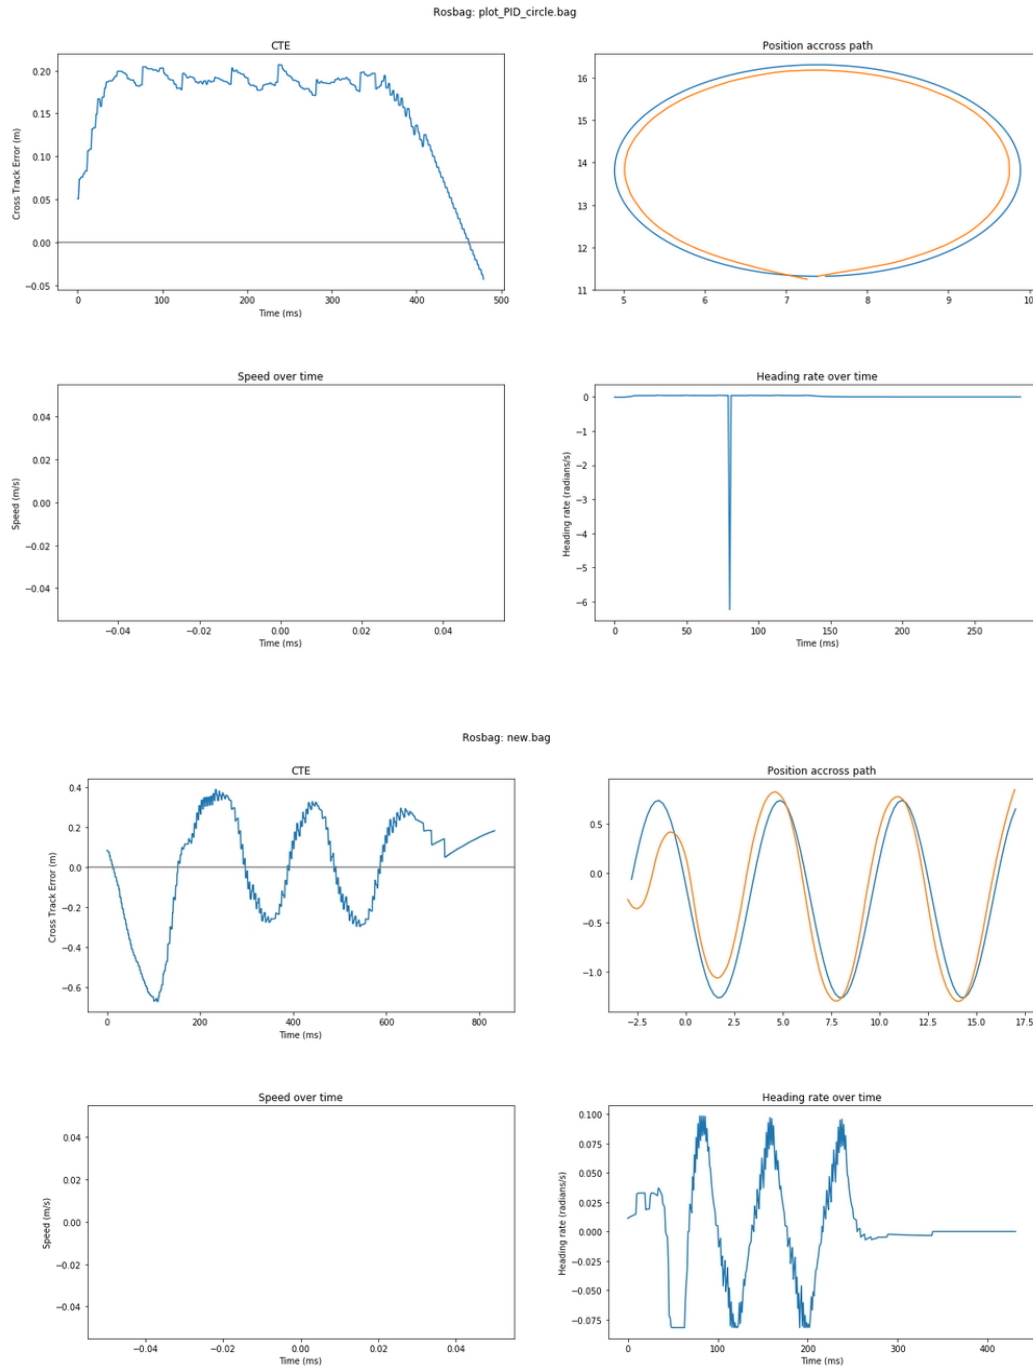 Rosbag: plot_PID_circle.bag
CTE
Cross Track Error (m)
0.20
0.15
0.10
0.05
0.00
−0.05
0 100 200 300 400 500
Time (ms)
Position accross path
16
15
14
13
12
11
5 6 7 8 9 10
Speed over time
Speed (m/s)
0.04
0.02
0.00
−0.02
−0.04
−0.04 −0.02 0.00 0.02 0.04
Time (ms)
Heading rate over time
Heading rate (radians/s)
0
−1
−2
−3
−4
−5
−6
0 50 100 150 200 250
Time (ms)
Rosbag: new.bag
CTE
Cross Track Error (m)
0.4
0.2
0.0
−0.2
−0.4
−0.6
0 200 400 600 800
Time (ms)
Position accross path
0.5
0.0
−0.5
−1.0
−2.5 0.0 2.5 5.0 7.5 10.0 12.5 15.0 17.5
Speed over time
Speed (m/s)
0.04
0.02
0.00
−0.02
−0.04
−0.04 −0.02 0.00 0.02 0.04
Time (ms)
Heading rate over time
Heading rate (radians/s)
0.100
0.075
0.050
0.025
0.000
−0.025
−0.050
−0.075
0 100 200 300 400
Time (ms)